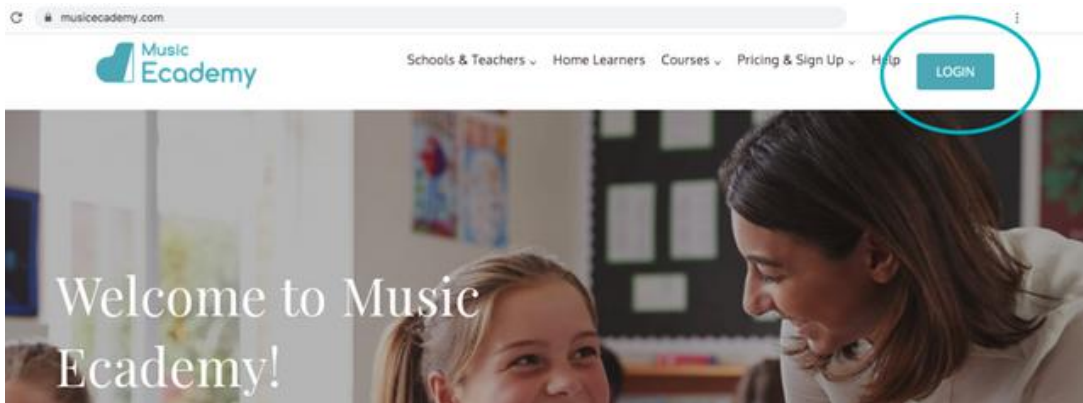 musicecademy.com
Music
Ecademy
Schools & Teachers Home Learners Courses Pricing & Sign Up Help LOGIN
Welcome to Music
Ecademy!